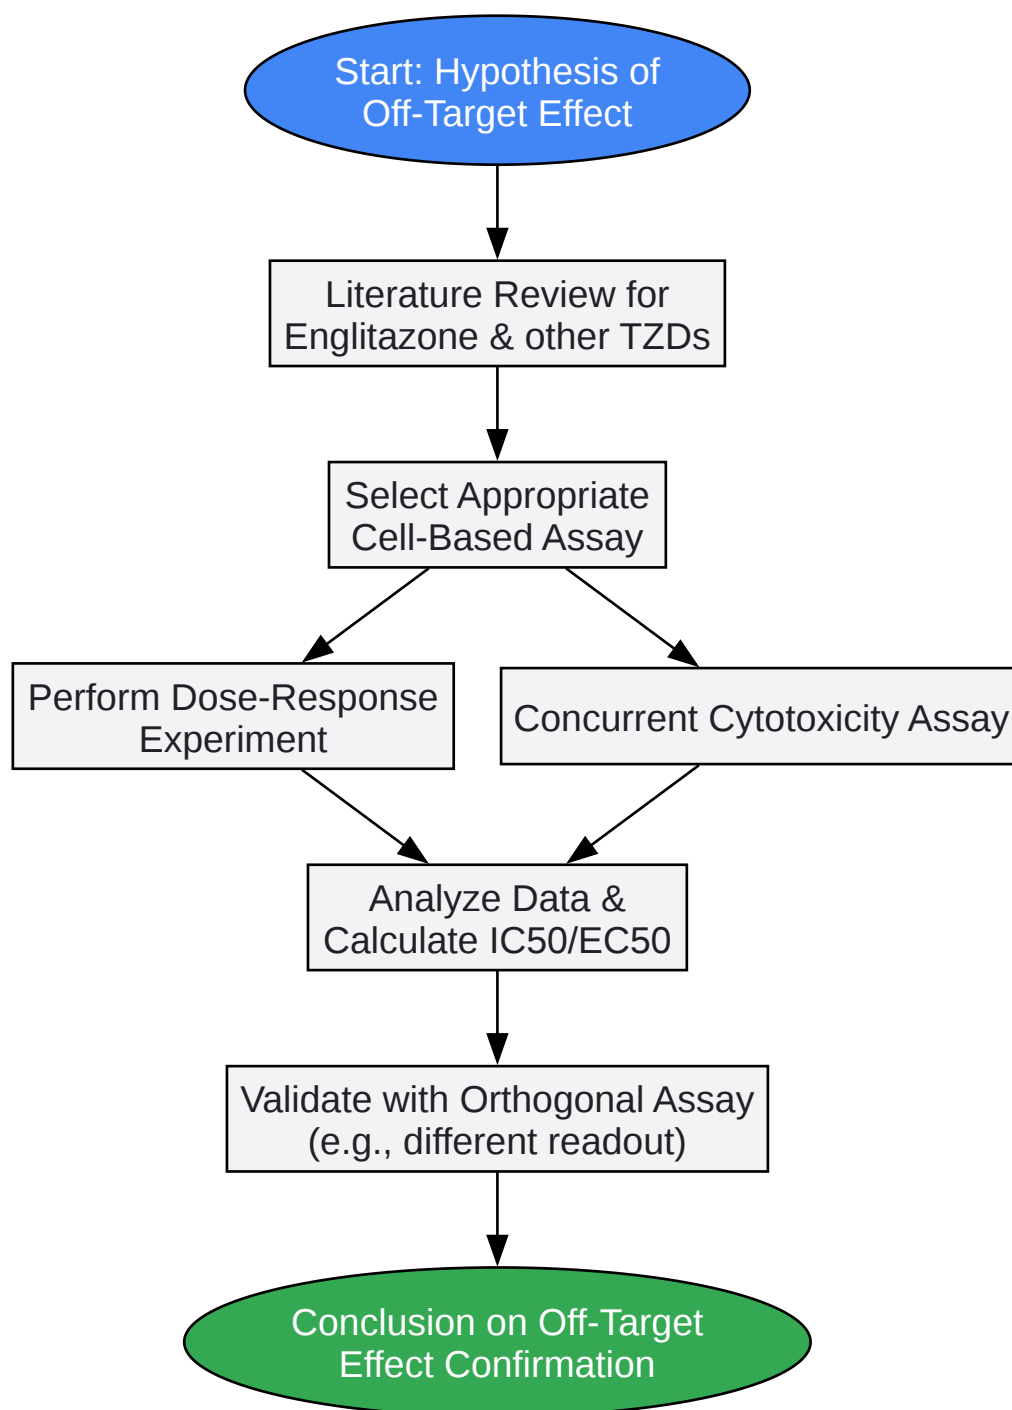 Start: Hypothesis of
Off-Target Effect
Literature Review for
Englitazone & other TZDs
Select Appropriate
Cell-Based Assay
Perform Dose-Response
Experiment
Concurrent Cytotoxicity Assay
Analyze Data &
Calculate IC50/EC50
Validate with Orthogonal Assay
(e.g., different readout)
Conclusion on Off-Target
Effect Confirmation